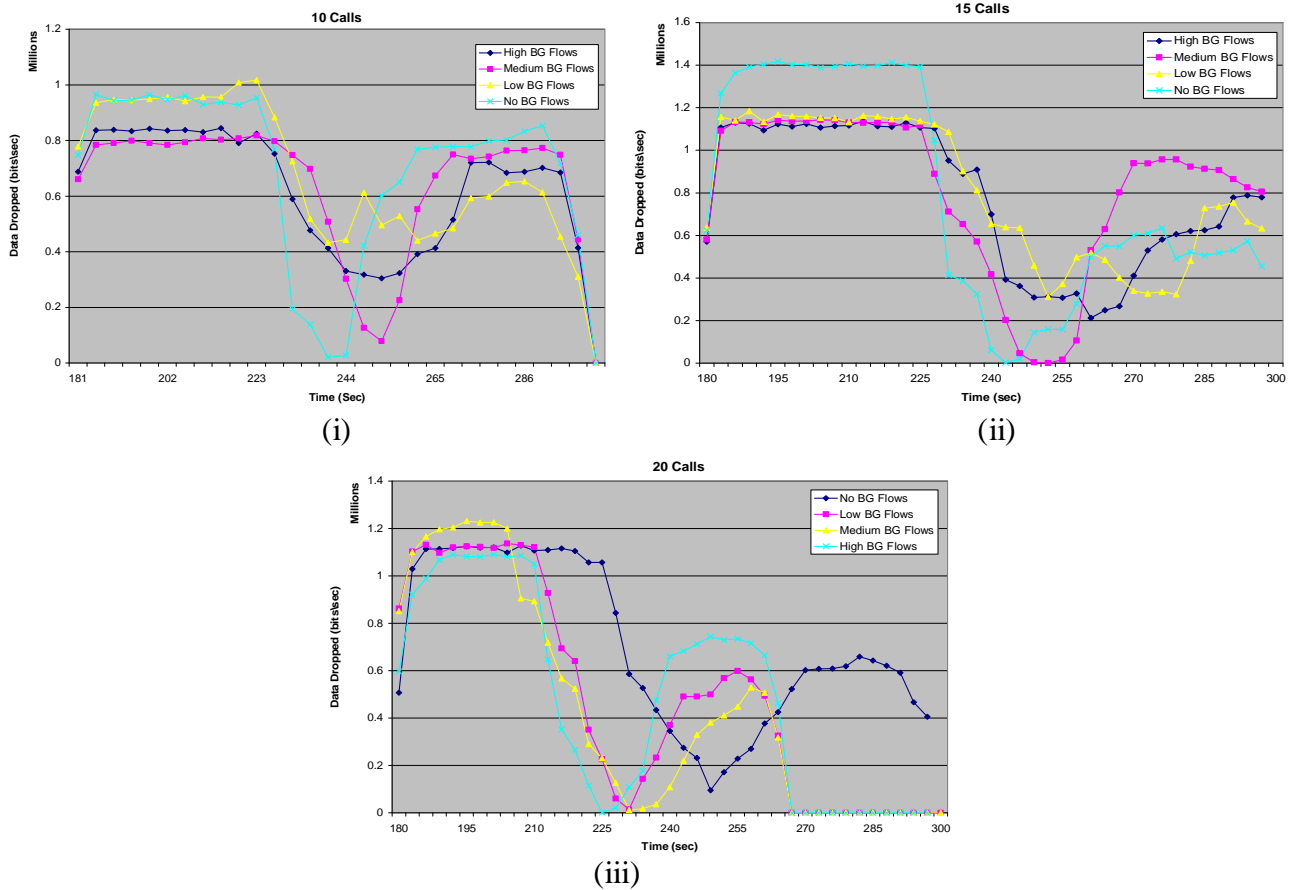 10 Calls
Millions
Data Dropped (bits\sec)
1.2
1
0.8
0.6
0.4
0.2
0
High BG Flows
Medium BG Flows
Low BG Flows
No BG Flows
181 202 223 244 265 286
Time (Sec)
(i)
15 Calls
Millions
Data Dropped (bits\sec)
1.6
1.4
1.2
1
0.8
0.6
0.4
0.2
0
High BG Flows
Medium BG Flows
Low BG Flows
No BG Flows
180 195 210 225 240 255 270 285 300
Time (sec)
(ii)
20 Calls
Millions
Data Dropped (bits\sec)
1.4
1.2
1
0.8
0.6
0.4
0.2
0
No BG Flows
Low BG Flows
Medium BG Flows
High BG Flows
180 195 210 225 240 255 270 285 300
Time (sec)
(iii)